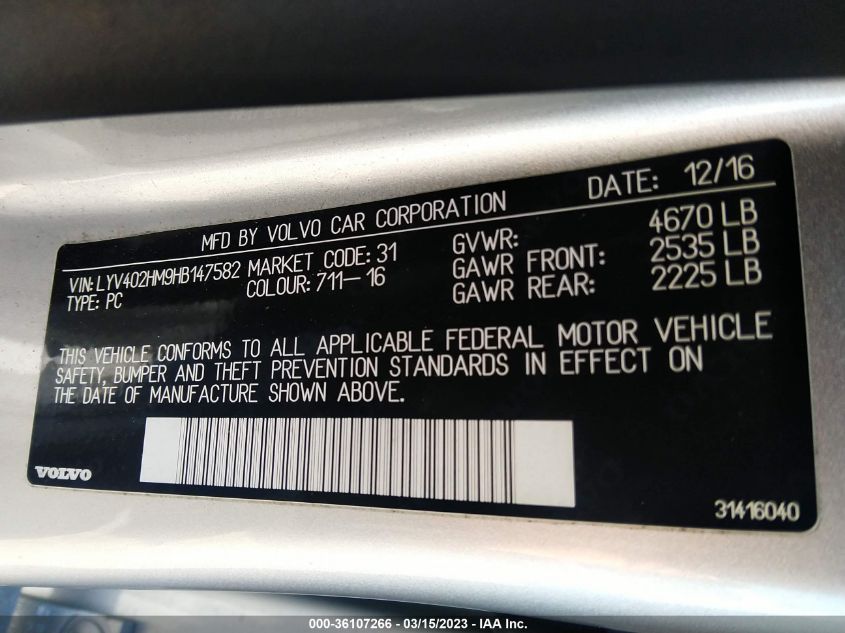 MFD BY VOLVO CAR CORPORATION DATE: 12/16
VIN: LYV402HM9HB147582 MARKET CODE: 31 GVWR: 4670 LB
TYPE: PC COLOUR: 711-16 GAWR FRONT: 2535 LB
GAWR REAR: 2225 LB
THIS VEHICLE CONFORMS TO ALL APPLICABLE FEDERAL MOTOR VEHICLE
SAFETY, BUMPER AND THEFT PREVENTION STANDARDS IN EFFECT ON
THE DATE OF MANUFACTURE SHOWN ABOVE.
VOLVO
31416040
000-36107266 - 03/15/2023 - IAA Inc.